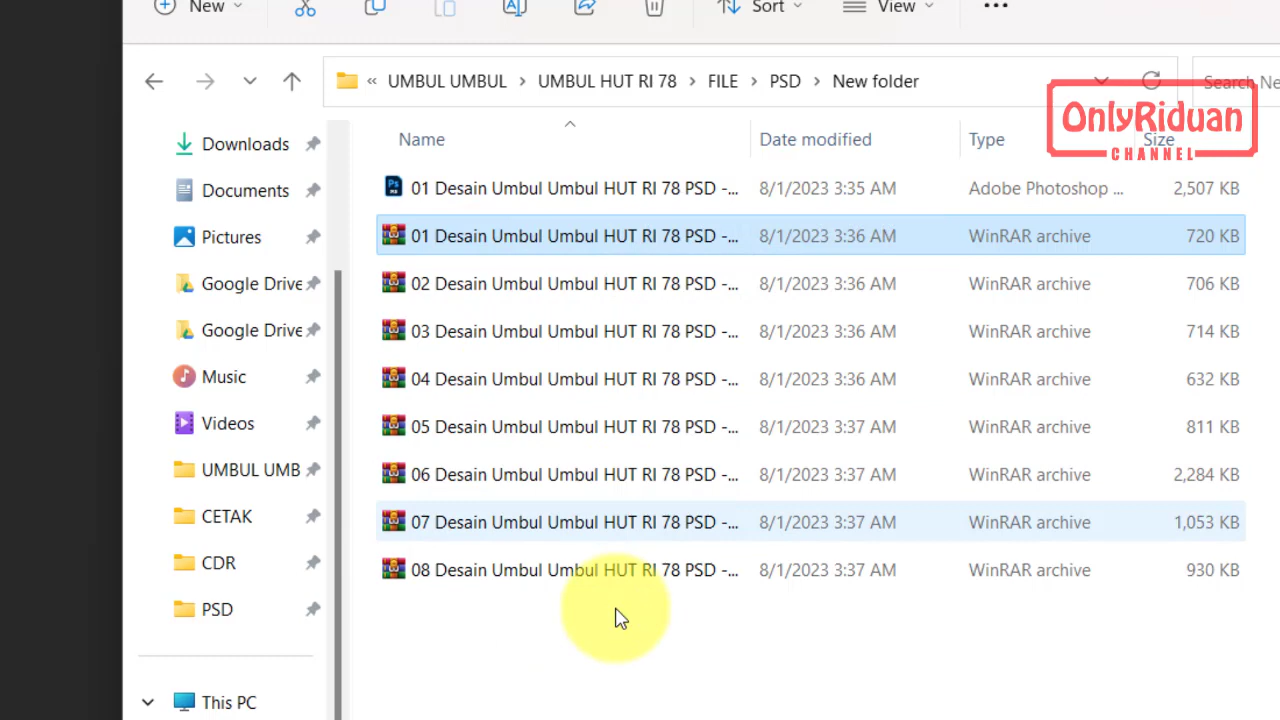 New
Sort
View
« UMBUL UMBUL > UMBUL HUT RI 78 > FILE > PSD > New folder
Search Ne
OnlyRiduan
CHANNEL
Name Date modified Type Size
01 Desain Umbul Umbul HUT RI 78 PSD -... 8/1/2023 3:35 AM Adobe Photoshop ... 2,507 KB
01 Desain Umbul Umbul HUT RI 78 PSD -... 8/1/2023 3:36 AM WinRAR archive 720 KB
02 Desain Umbul Umbul HUT RI 78 PSD -... 8/1/2023 3:36 AM WinRAR archive 706 KB
03 Desain Umbul Umbul HUT RI 78 PSD -... 8/1/2023 3:36 AM WinRAR archive 714 KB
04 Desain Umbul Umbul HUT RI 78 PSD -... 8/1/2023 3:36 AM WinRAR archive 632 KB
05 Desain Umbul Umbul HUT RI 78 PSD -... 8/1/2023 3:37 AM WinRAR archive 811 KB
06 Desain Umbul Umbul HUT RI 78 PSD -... 8/1/2023 3:37 AM WinRAR archive 2,284 KB
07 Desain Umbul Umbul HUT RI 78 PSD -... 8/1/2023 3:37 AM WinRAR archive 1,053 KB
08 Desain Umbul Umbul HUT RI 78 PSD -... 8/1/2023 3:37 AM WinRAR archive 930 KB
Downloads
Documents
Pictures
Google Drive
Google Drive
Music
Videos
UMBUL UMB
CETAK
CDR
PSD
This PC